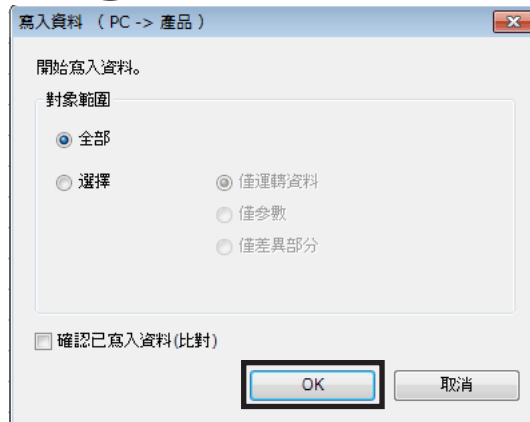 寫入資料 （ PC -> 產品 ）
開始寫入資料。
對象範圍
全部
選擇
僅運轉資料
僅參數
僅差異部分
確認已寫入資料(比對)
OK
取消